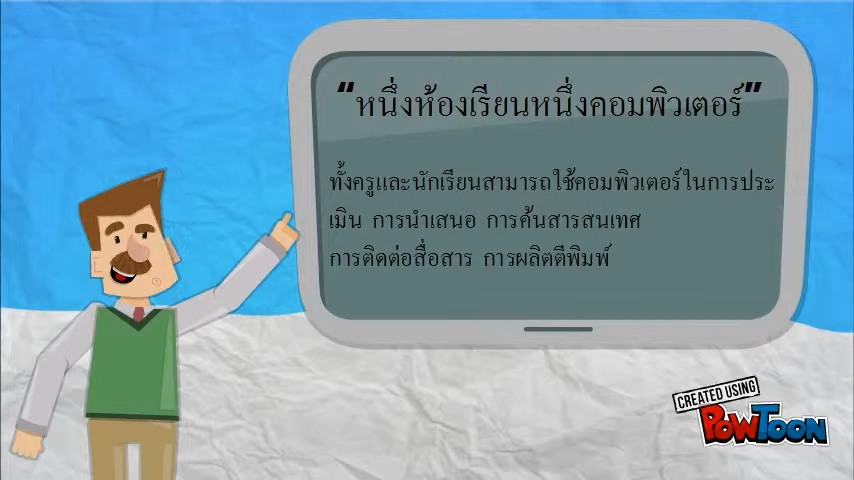 “หนึ่งห้องเรียนหนึ่งคอมพิวเตอร์”
ทั้งครูและนักเรียนสามารถใช้คอมพิวเตอร์ในการประ
เมิน การนำเสนอ การค้นสารสนเทศ
การติดต่อสื่อสาร การผลิตตีพิมพ์
CREATED USING
POWTOON